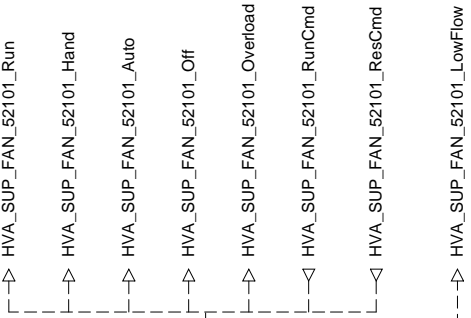 HVA_SUP_FAN_52101_Run
HVA_SUP_FAN_52101_Hand
HVA_SUP_FAN_52101_Auto
HVA_SUP_FAN_52101_Off
HVA_SUP_FAN_52101_Overload
HVA_SUP_FAN_52101_RunCmd
HVA_SUP_FAN_52101_ResCmd
HVA_SUP_FAN_52101_LowFlow